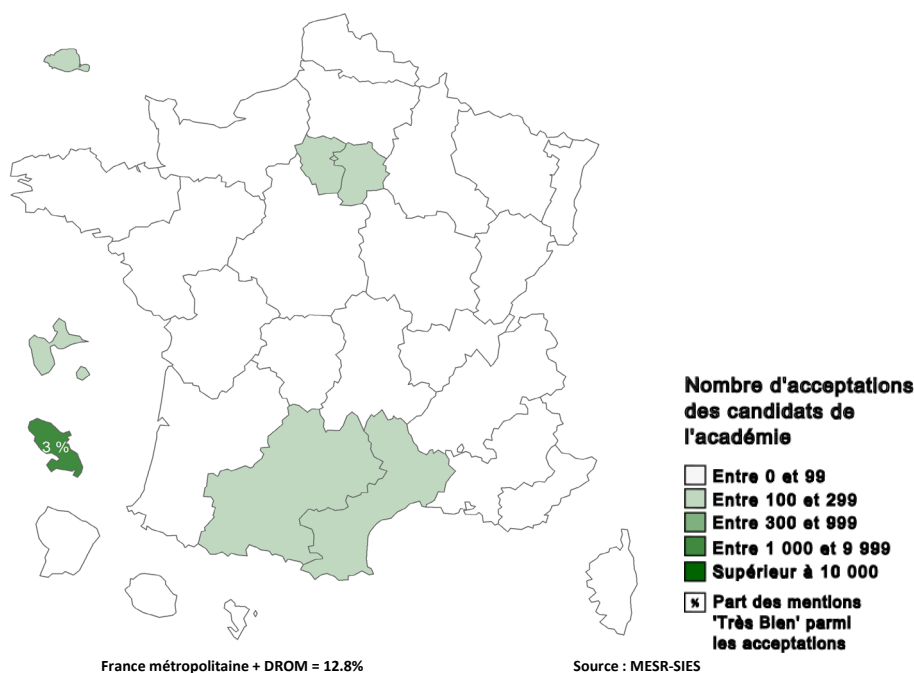 3 %
Nombre d'acceptations
des candidats de
l'académie
Entre 0 et 99
Entre 100 et 299
Entre 300 et 999
Entre 1 000 et 9 999
Supérieur à 10 000
% Part des mentions
'Très Bien' parmi
les acceptations
France métropolitaine + DROM = 12.8%
Source : MESR-SIES